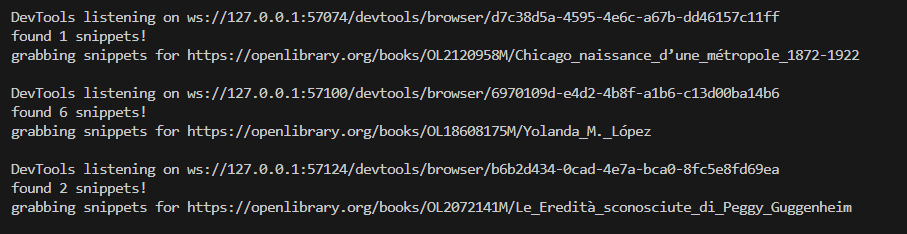 DevTools listening on ws://127.0.0.1:57074/devtools/browser/d7c38d5a-4595-4e6c-a67b-dd46157c11ff
found 1 snippets!
grabbing snippets for https://openlibrary.org/books/OL2120958M/Chicago_naissance_d’une_métropole_1872-1922
DevTools listening on ws://127.0.0.1:57100/devtools/browser/6970109d-e4d2-4b8f-a1b6-c13d00ba14b6
found 6 snippets!
grabbing snippets for https://openlibrary.org/books/OL18608175M/Yolanda_M._López
DevTools listening on ws://127.0.0.1:57124/devtools/browser/b6b2d434-0cad-4e7a-bca0-8fc5e8fd69ea
found 2 snippets!
grabbing snippets for https://openlibrary.org/books/OL2072141M/Le_Eredità_sconosciute_di_Peggy_Guggenheim